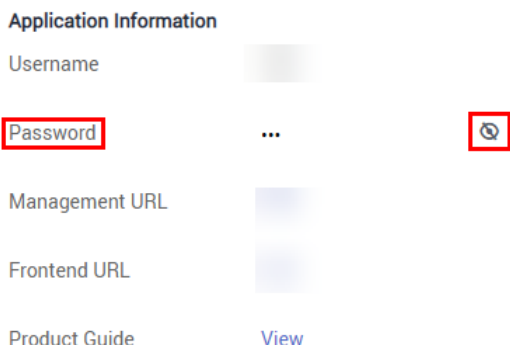 Application Information
Username
Password •••
Management URL
Frontend URL
Product Guide View